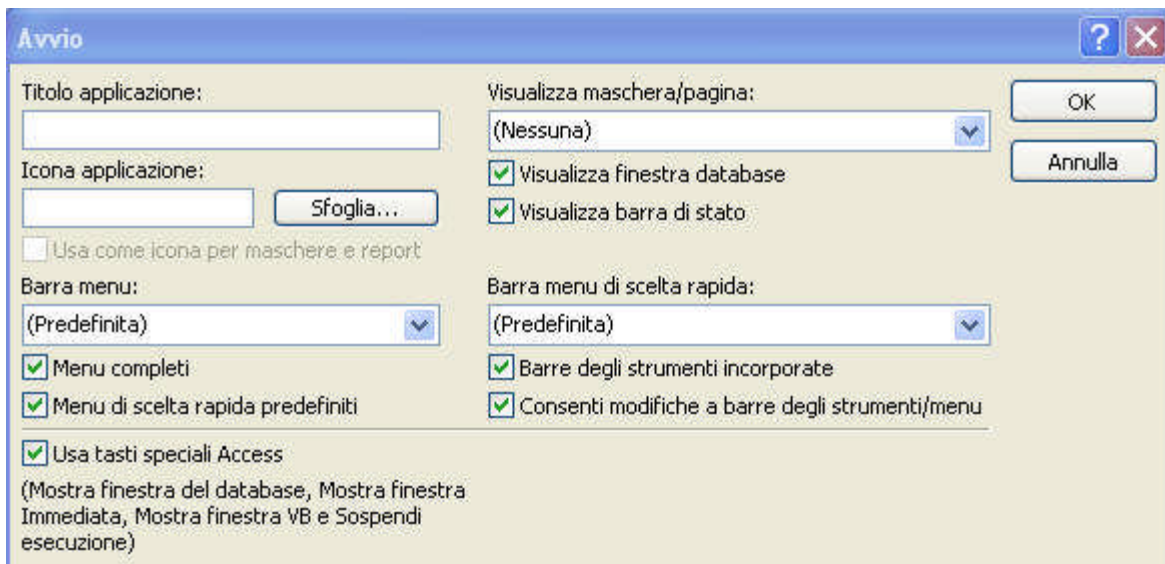 Avvio
Titolo applicazione:
Visualizza maschera/pagina:
OK
(Nessuna)
Icona applicazione:
Visualizza finestra database
Annulla
Sfoglia...
Visualizza barra di stato
Usa come icona per maschere e report
Barra menu:
Barra menu di scelta rapida:
(Predefinita)
(Predefinita)
Menu completi
Barre degli strumenti incorporate
Menu di scelta rapida predefiniti
Consenti modifiche a barre degli strumenti/menu
Usa tasti speciali Access
(Mostra finestra del database, Mostra finestra
Immediata, Mostra finestra VB e Sospendi
esecuzione)